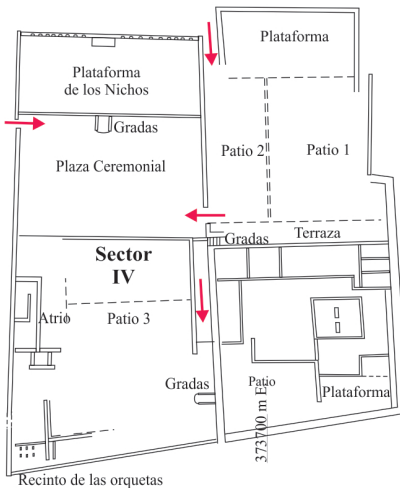 Plataforma
Plataforma
de los Nichos
Gradas
Patio 2
Patio 1
Plaza Ceremonial
Gradas
Terraza
Sector
IV
Atrio
Patio 3
Gradas
Patio
Plataforma
373700 m E
Recinto de las orquetas